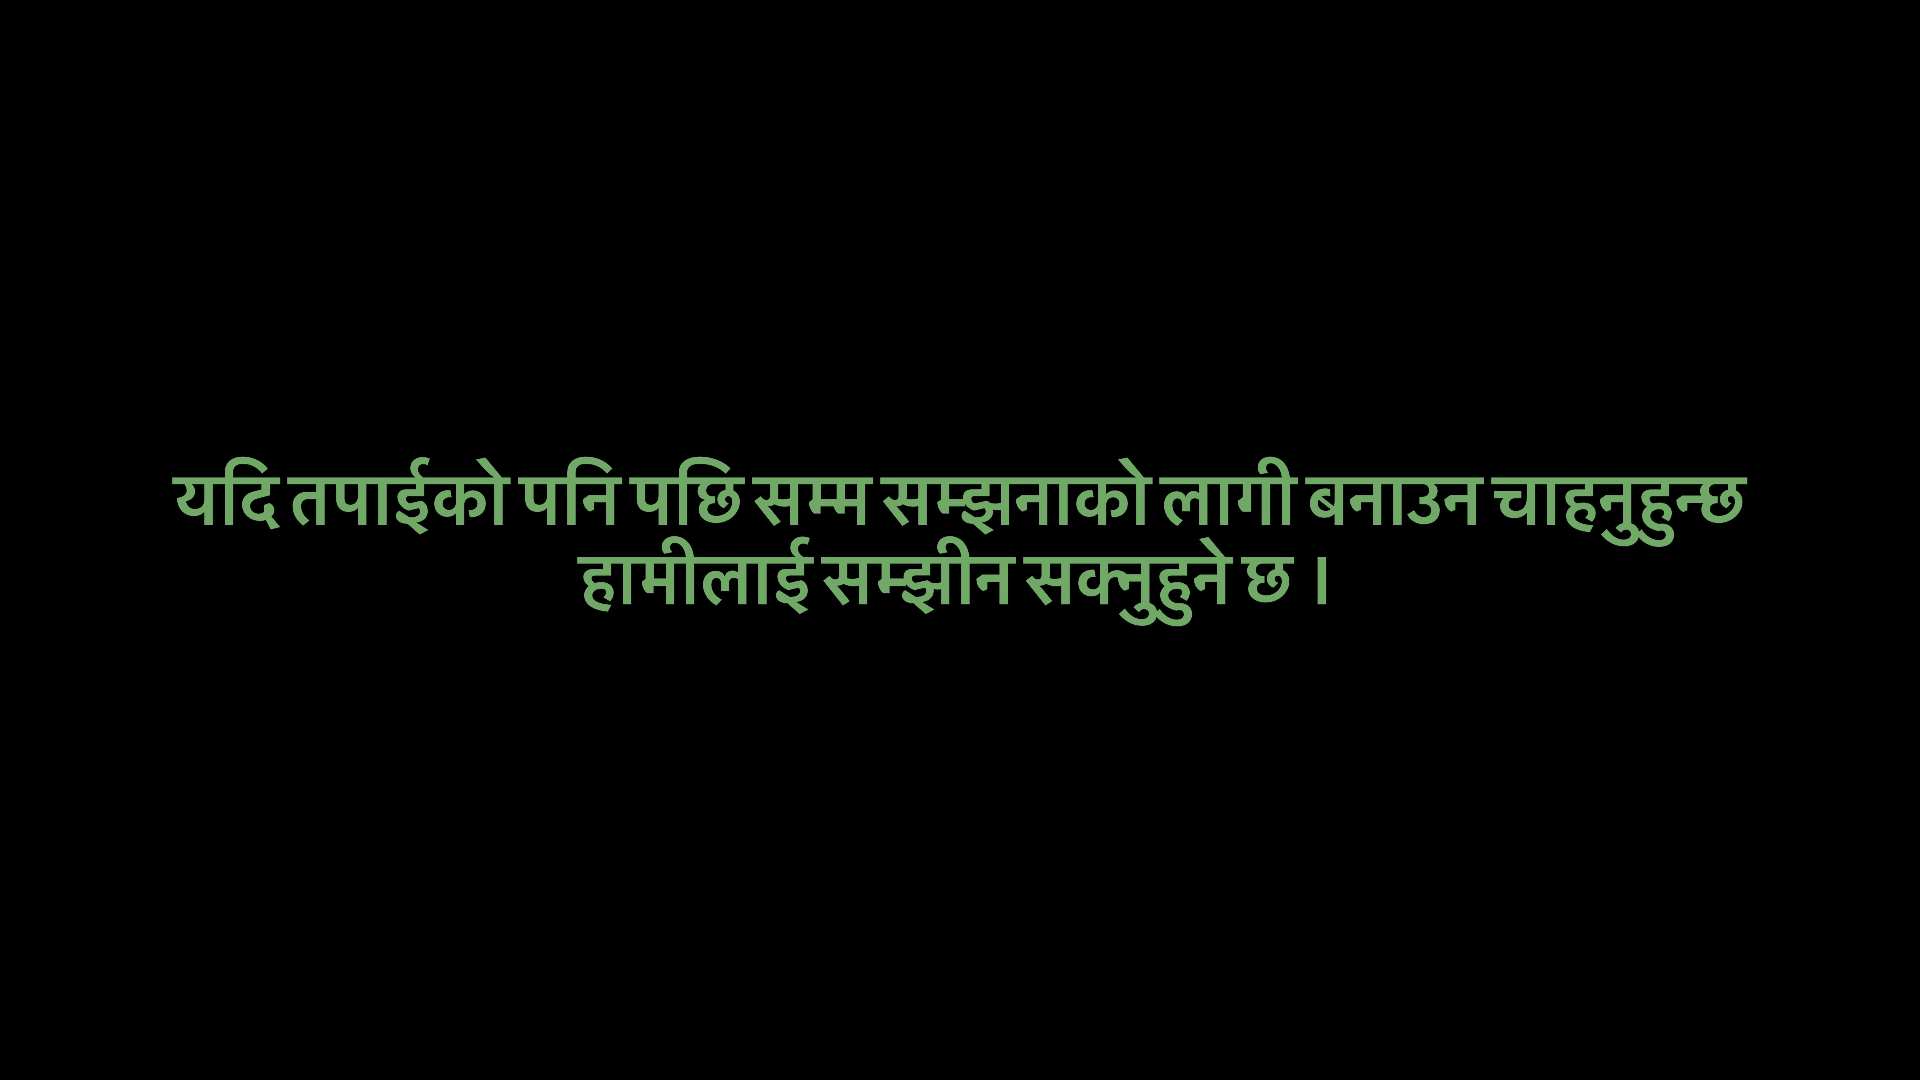 यदि तपाईको पनि पछि सम्म सम्झनाको लागी बनाउन चाहनुहुन्छ
हामीलाई सम्झीन सक्नुहुने छ ।